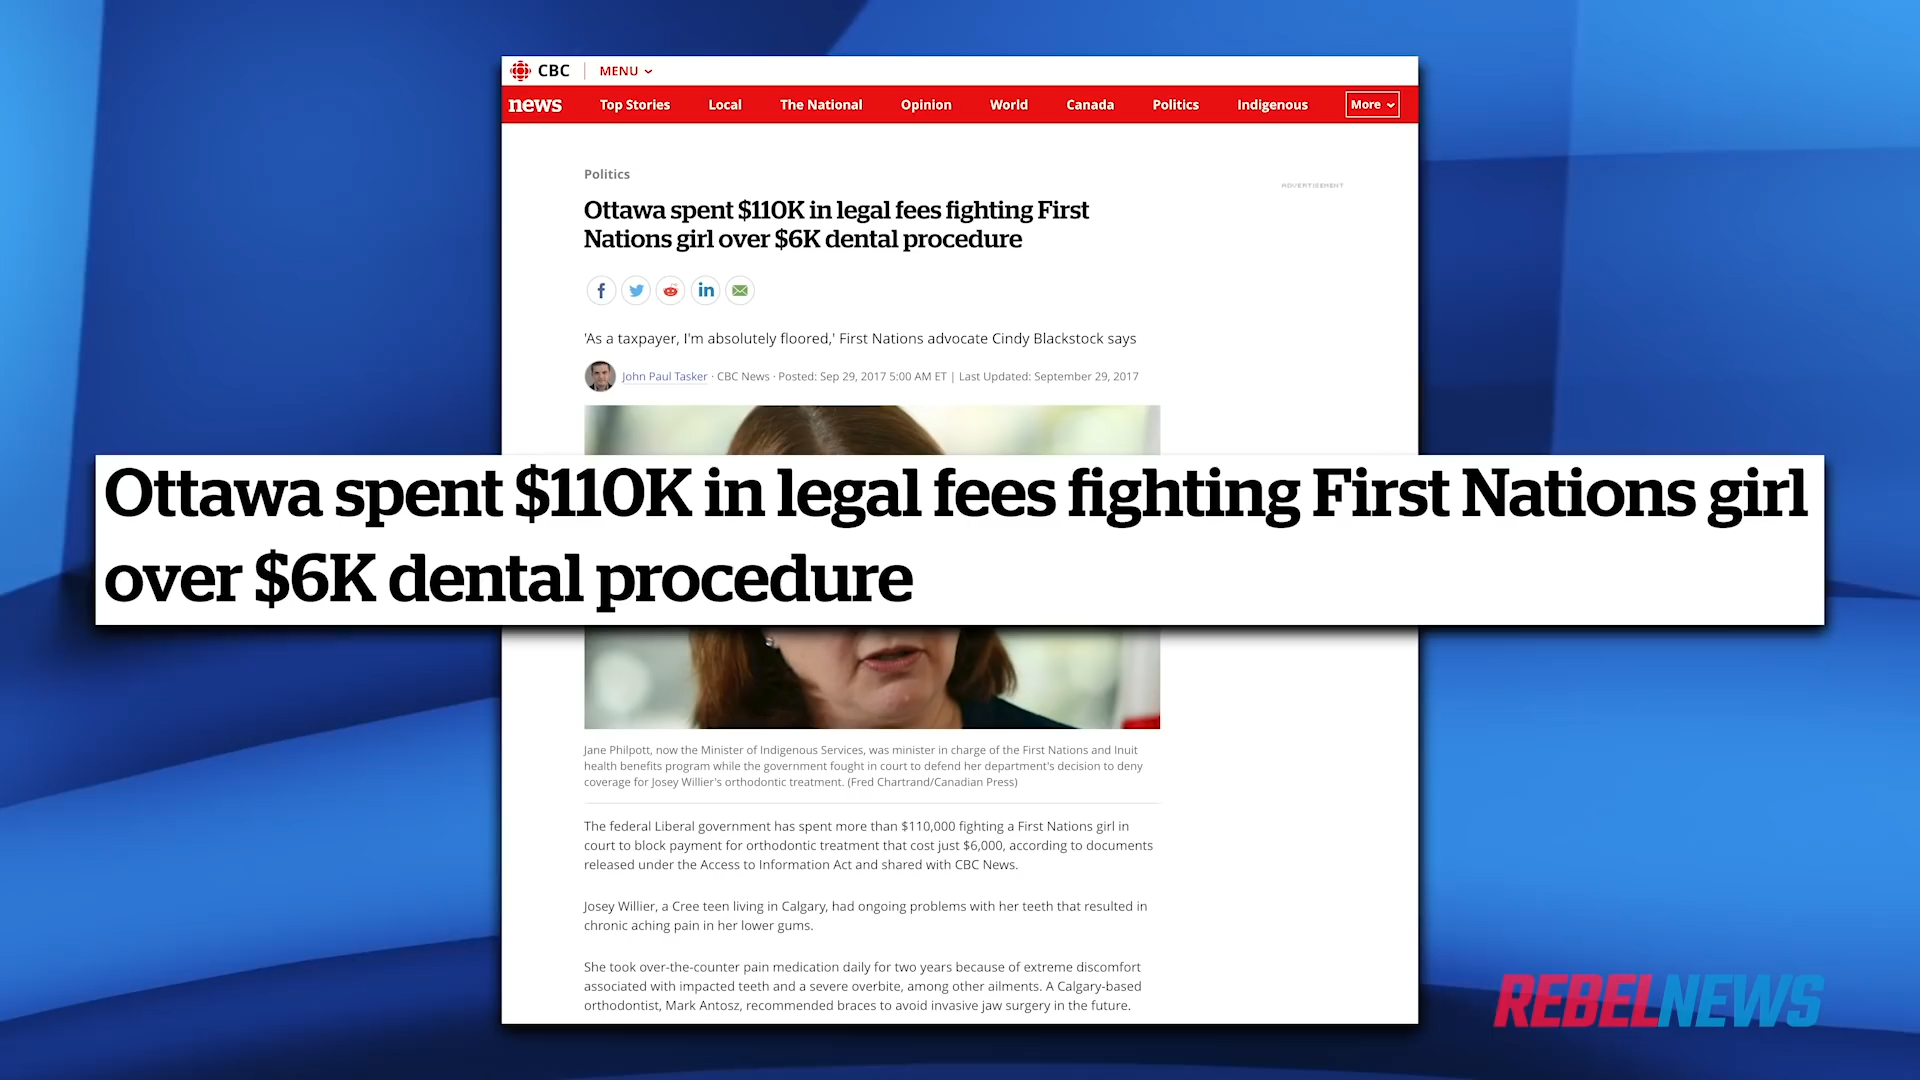 CBC MENU
news Top Stories Local The National Opinion World Canada Politics Indigenous More
Politics
ADVERTISEMENT
Ottawa spent $110K in legal fees fighting First
Nations girl over $6K dental procedure
'As a taxpayer, I'm absolutely floored,' First Nations advocate Cindy Blackstock says
John Paul Tasker · CBC News · Posted: Sep 29, 2017 5:00 AM ET | Last Updated: September 29, 2017
Ottawa spent $110K in legal fees fighting First Nations girl
over $6K dental procedure
Jane Philpott, now the Minister of Indigenous Services, was minister in charge of the First Nations and Inuit
health benefits program while the government fought in court to defend her department's decision to deny
coverage for Josey Willier's orthodontic treatment. (Fred Chartrand/Canadian Press)
The federal Liberal government has spent more than $110,000 fighting a First Nations girl in
court to block payment for orthodontic treatment that cost just $6,000, according to documents
released under the Access to Information Act and shared with CBC News.
Josey Willier, a Cree teen living in Calgary, had ongoing problems with her teeth that resulted in
chronic aching pain in her lower gums.
She took over-the-counter pain medication daily for two years because of extreme discomfort
associated with impacted teeth and a severe overbite, among other ailments. A Calgary-based
orthodontist, Mark Antosz, recommended braces to avoid invasive jaw surgery in the future.
REBELNEWS